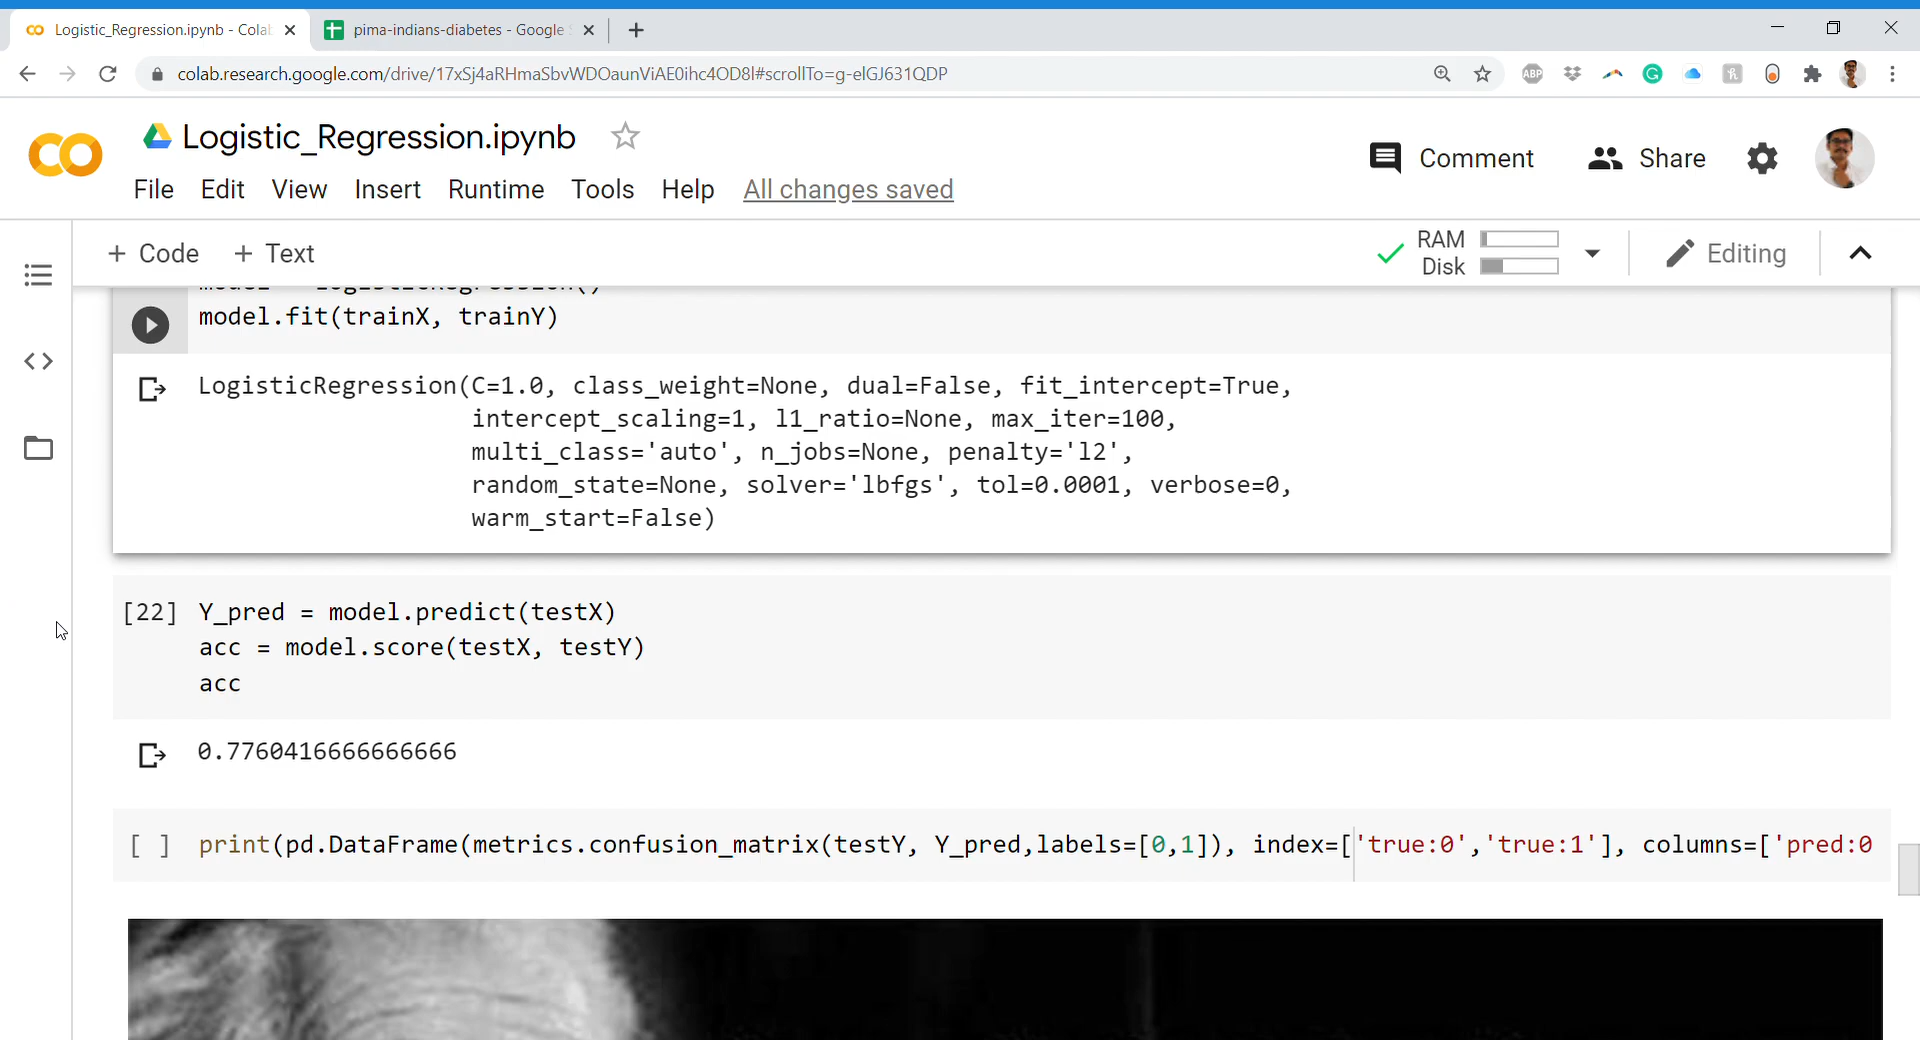 Logistic_Regression.ipynb - Colab
pima-indians-diabetes - Google S
colab.research.google.com/drive/17xSj4aRHmaSbvWDOaunViAE0ihc4OD8l#scrollTo=g-elGJ631QDP
ABP
Logistic_Regression.ipynb
Comment
Share
File Edit View Insert Runtime Tools Help All changes saved
+ Code + Text
RAM
Disk
Editing
model = LogisticRegression()
model.fit(trainX, trainY)
LogisticRegression(C=1.0, class_weight=None, dual=False, fit_intercept=True,
intercept_scaling=1, l1_ratio=None, max_iter=100,
multi_class='auto', n_jobs=None, penalty='l2',
random_state=None, solver='lbfgs', tol=0.0001, verbose=0,
warm_start=False)
[22] Y_pred = model.predict(testX)
acc = model.score(testX, testY)
acc
0.7760416666666666
[ ] print(pd.DataFrame(metrics.confusion_matrix(testY, Y_pred,labels=[0,1]), index=['true:0','true:1'], columns=['pred:0